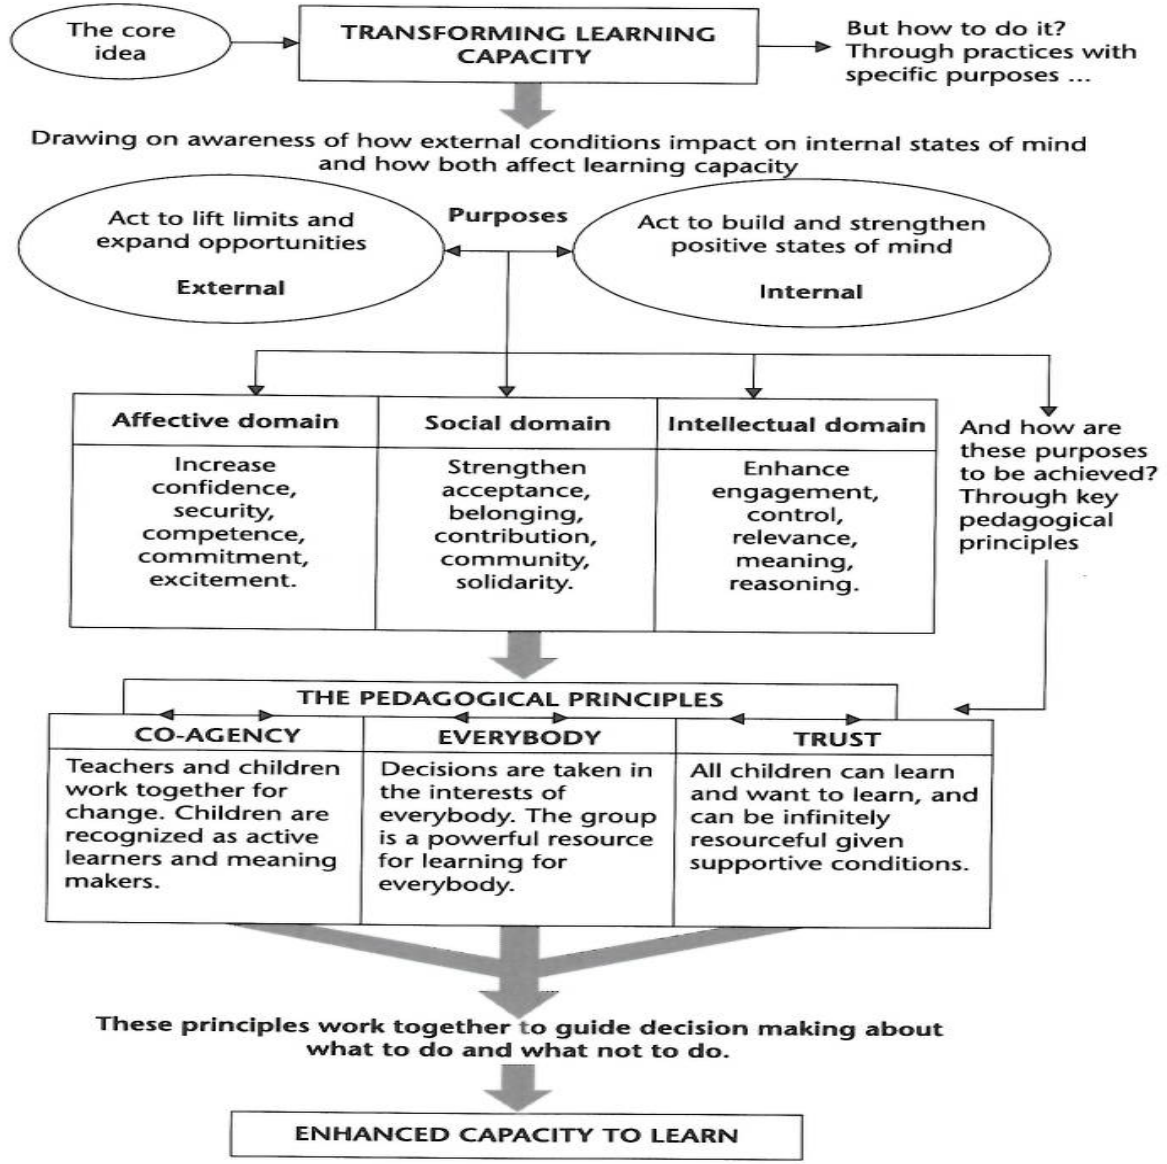 The core
idea
TRANSFORMING LEARNING
CAPACITY
But how to do it?
Through practices with
specific purposes ...
Drawing on awareness of how external conditions impact on internal states of mind
and how both affect learning capacity
Act to lift limits and
expand opportunities
External
Purposes
Act to build and strengthen
positive states of mind
Internal
Affective domain
Increase
confidence,
security,
competence,
commitment,
excitement.
Social domain
Strengthen
acceptance,
belonging,
contribution,
community,
solidarity.
Intellectual domain
Enhance
engagement,
control,
relevance,
meaning,
reasoning.
And how are
these purposes
to be achieved?
Through key
pedagogical
principles
THE PEDAGOGICAL PRINCIPLES
CO-AGENCY
Teachers and children
work together for
change. Children are
recognized as active
learners and meaning
makers.
EVERYBODY
Decisions are taken in
the interests of
everybody. The group
is a powerful resource
for learning for
everybody.
TRUST
All children can learn
and want to learn, and
can be infinitely
resourceful given
supportive conditions.
These principles work together to guide decision making about
what to do and what not to do.
ENHANCED CAPACITY TO LEARN